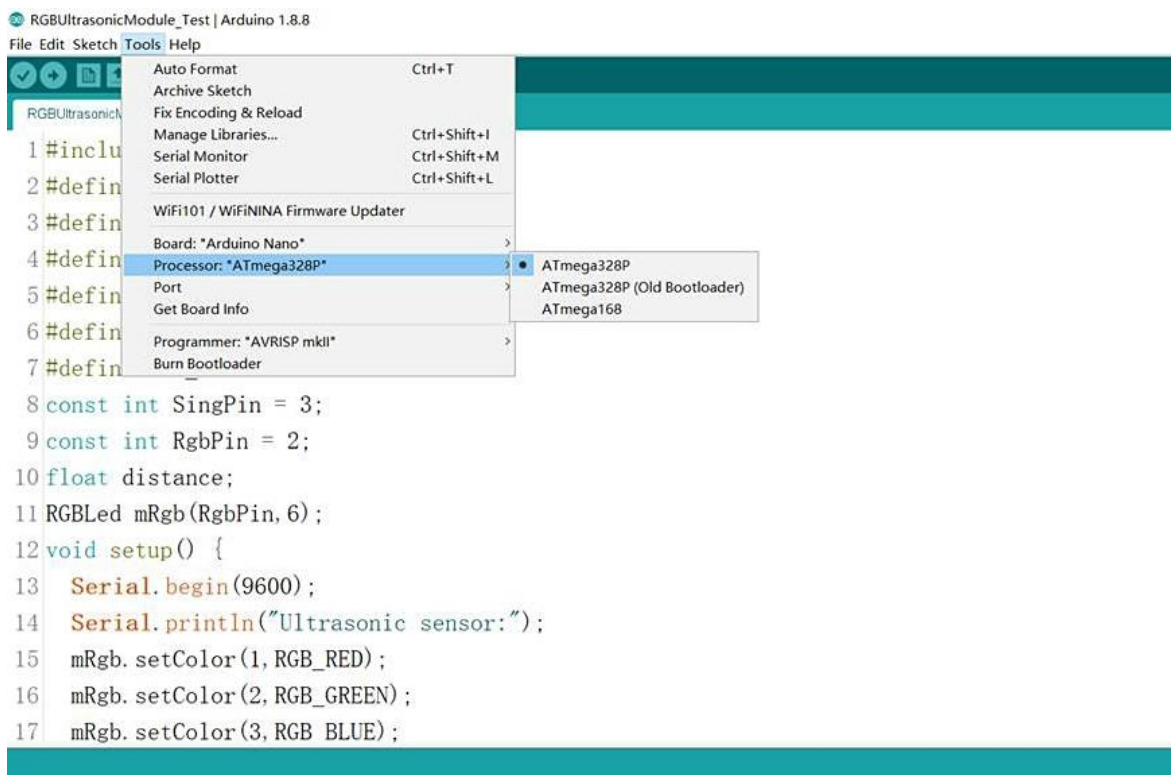 RGBUltrasonicModule_Test | Arduino 1.8.8
File Edit Sketch Tools Help
Auto Format Ctrl+T
Archive Sketch
Fix Encoding & Reload
Manage Libraries... Ctrl+Shift+I
Serial Monitor Ctrl+Shift+M
Serial Plotter Ctrl+Shift+L
WiFi101 / WiFiNINA Firmware Updater
Board: "Arduino Nano"
Processor: "ATmega328P"
Port
Get Board Info
Programmer: "AVRISP mkII"
Burn Bootloader
ATmega328P
ATmega328P (Old Bootloader)
ATmega168
RGBUltrasonicM
1 #inclu
2 #defin
3 #defin
4 #defin
5 #defin
6 #defin
7 #defin
8 const int SingPin = 3;
9 const int RgbPin = 2;
10 float distance;
11 RGBLed mRgb(RgbPin,6);
12 void setup() {
13 Serial.begin(9600);
14 Serial.println("Ultrasonic sensor:");
15 mRgb.setColor(1,RGB_RED);
16 mRgb.setColor(2,RGB_GREEN);
17 mRgb.setColor(3,RGB BLUE);